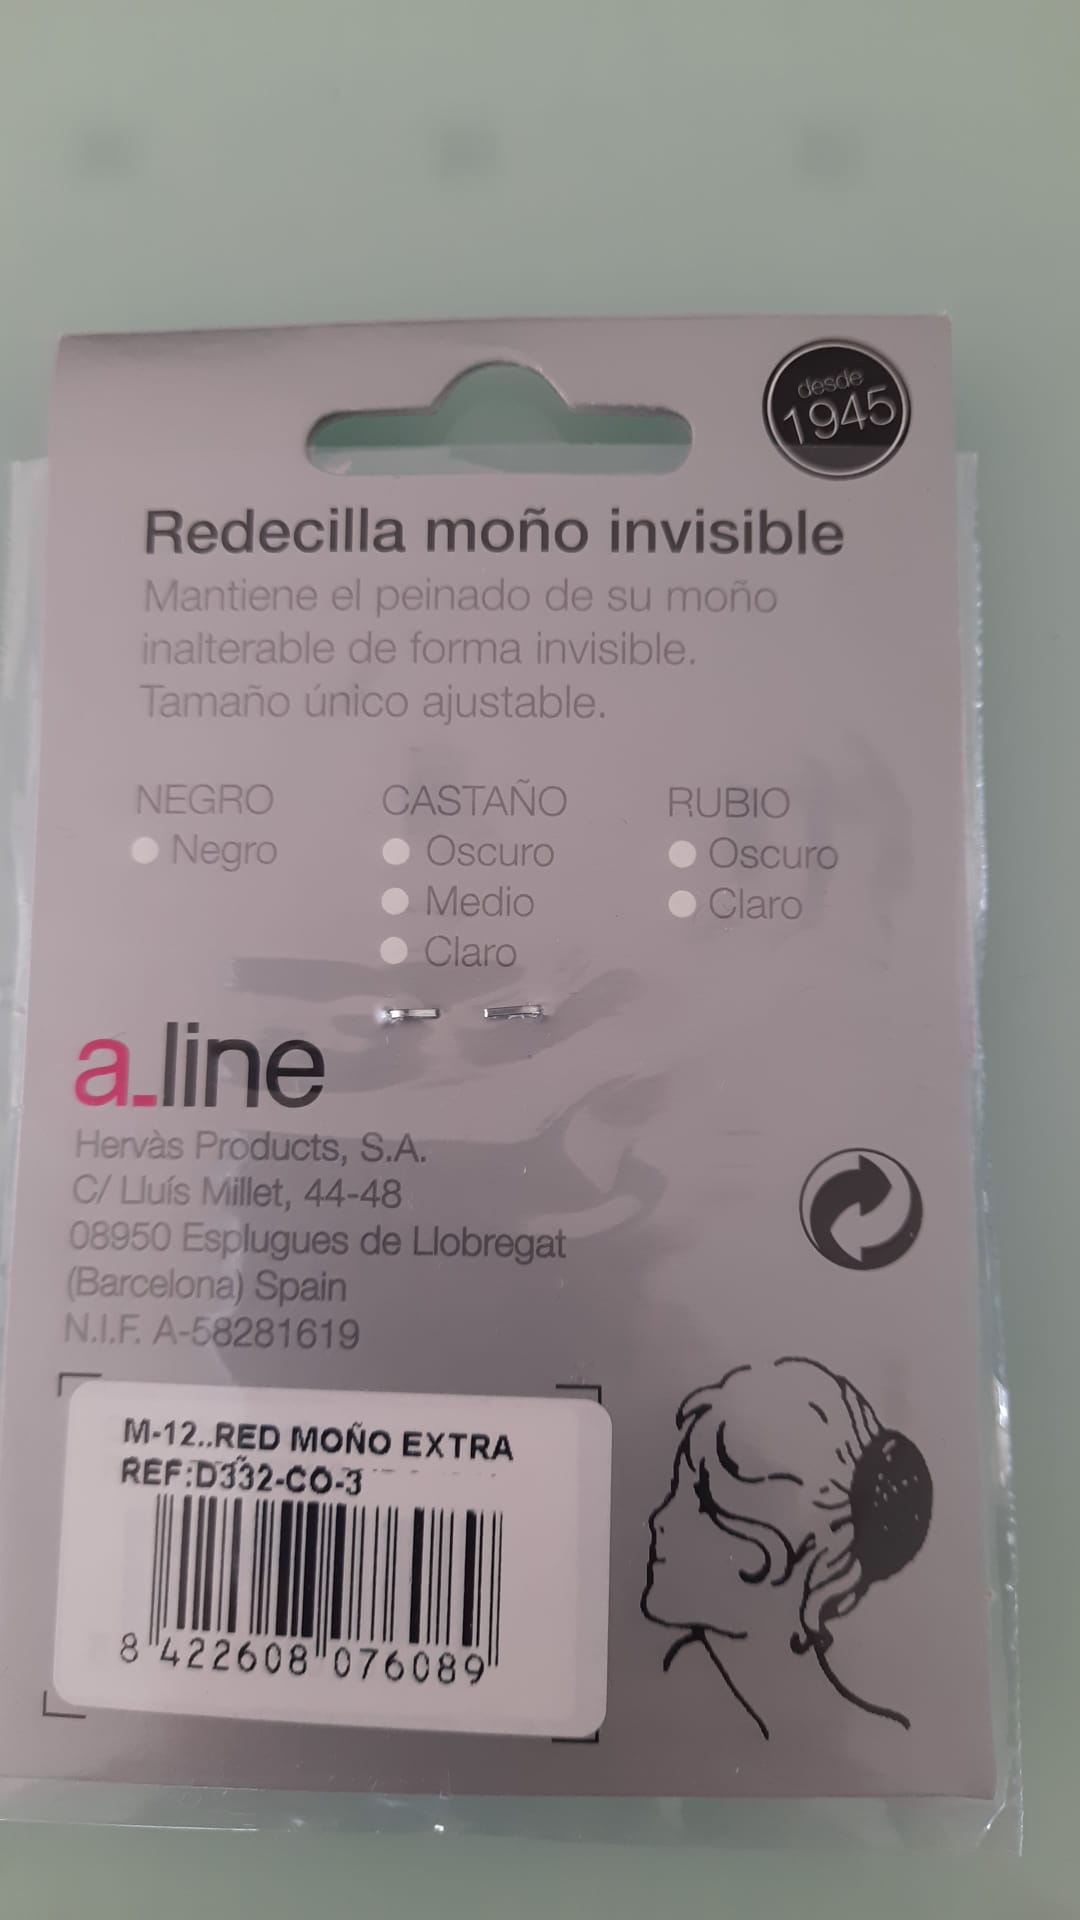 desde
1945
Redecilla moño invisible
Mantiene el peinado de su moño
inalterable de forma invisible.
Tamaño único ajustable.
NEGRO
Negro
CASTAÑO
Oscuro
Medio
Claro
RUBIO
Oscuro
Claro
a_line
Hervàs Products, S.A.
C/ Lluís Millet, 44-48
08950 Esplugues de Llobregat
(Barcelona) Spain
N.I.F. A-58281619
M-12..RED MOÑO EXTRA
REF:D332-CO-3
8 422608 076089